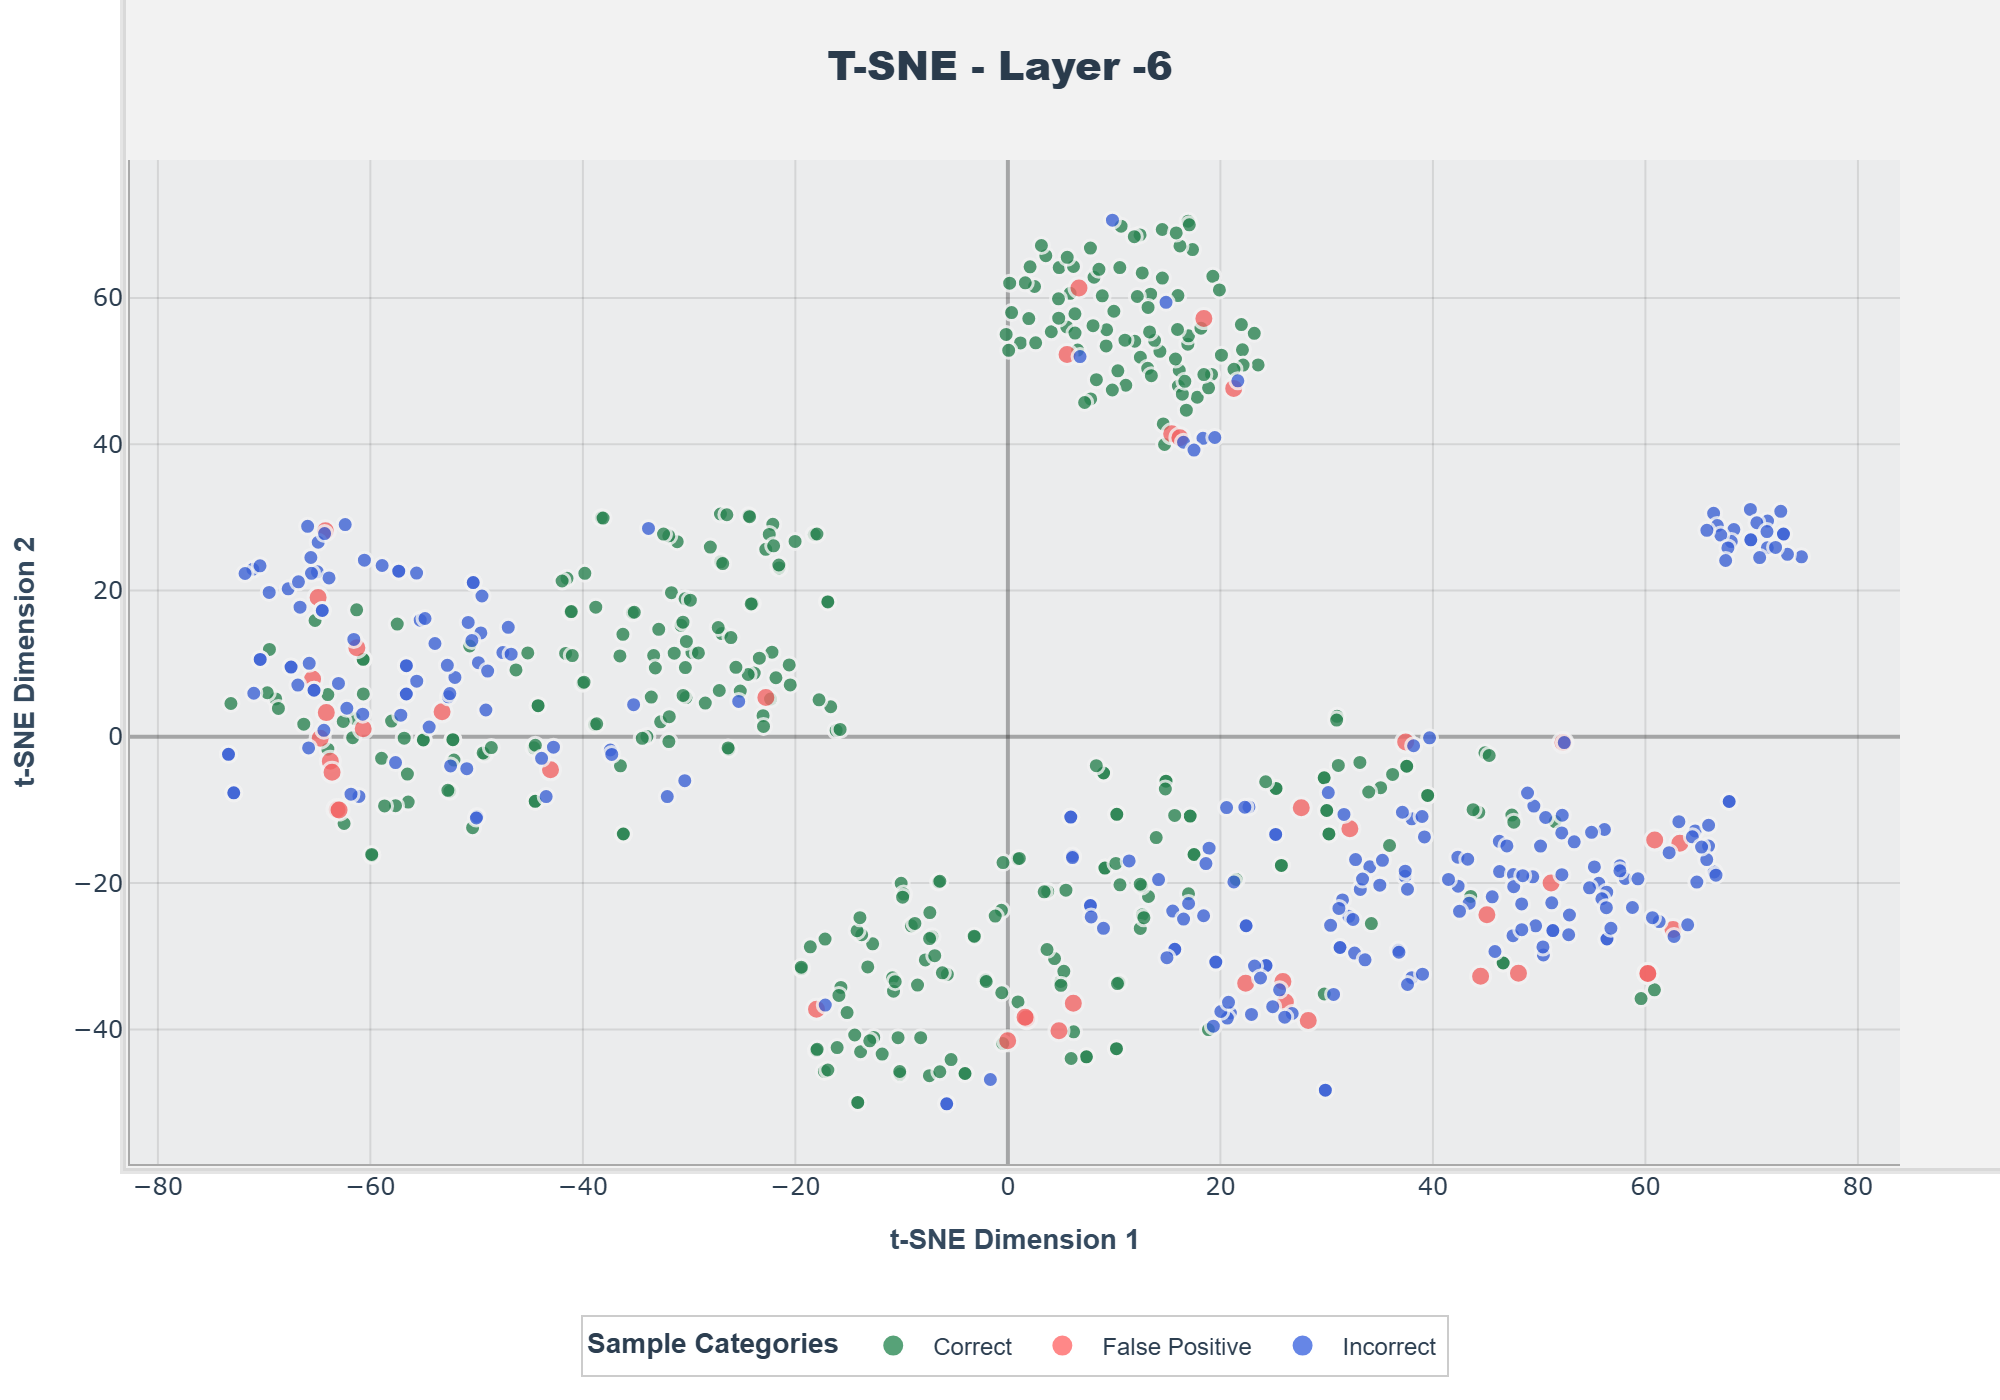 T-SNE - Layer -6
t-SNE Dimension 2
60
40
20
0
−20
−40
−80
−60
−40
−20
0
20
40
60
80
t-SNE Dimension 1
Sample Categories
Correct
False Positive
Incorrect